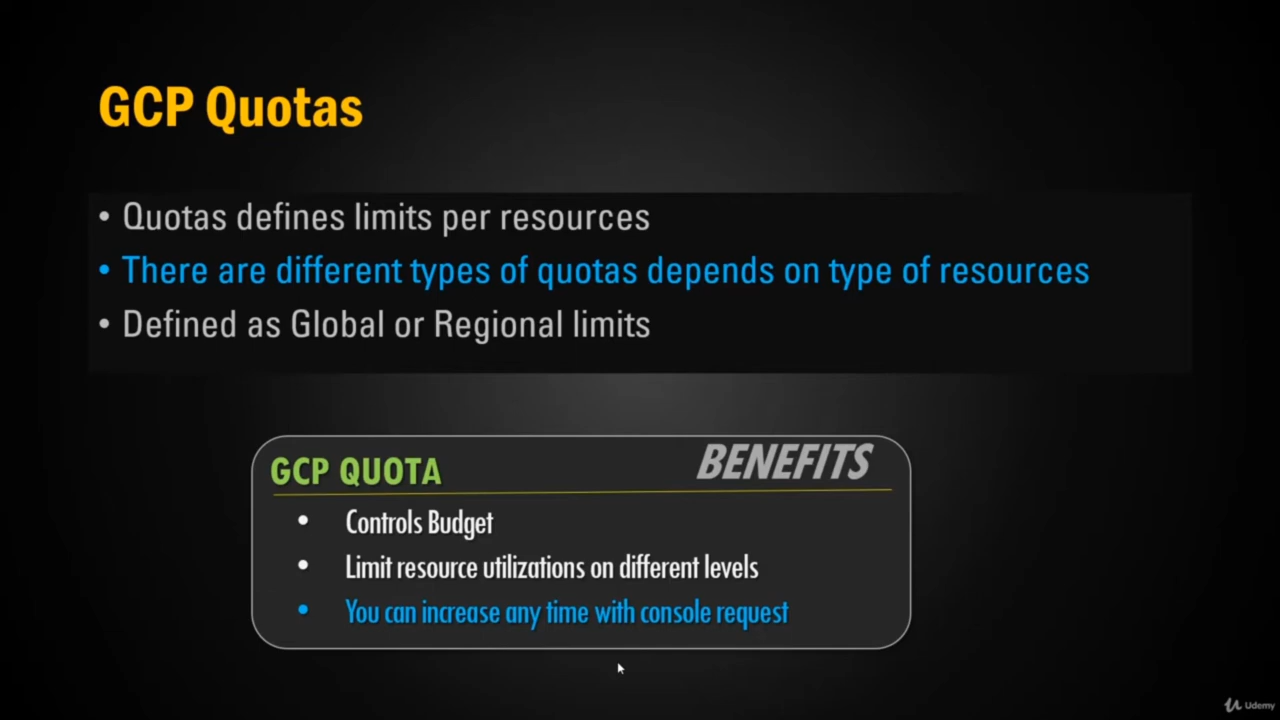 GCP Quotas
• Quotas defines limits per resources
• There are different types of quotas depends on type of resources
• Defined as Global or Regional limits
GCP QUOTA BENEFITS
• Controls Budget
• Limit resource utilizations on different levels
• You can increase any time with console request
Udemy